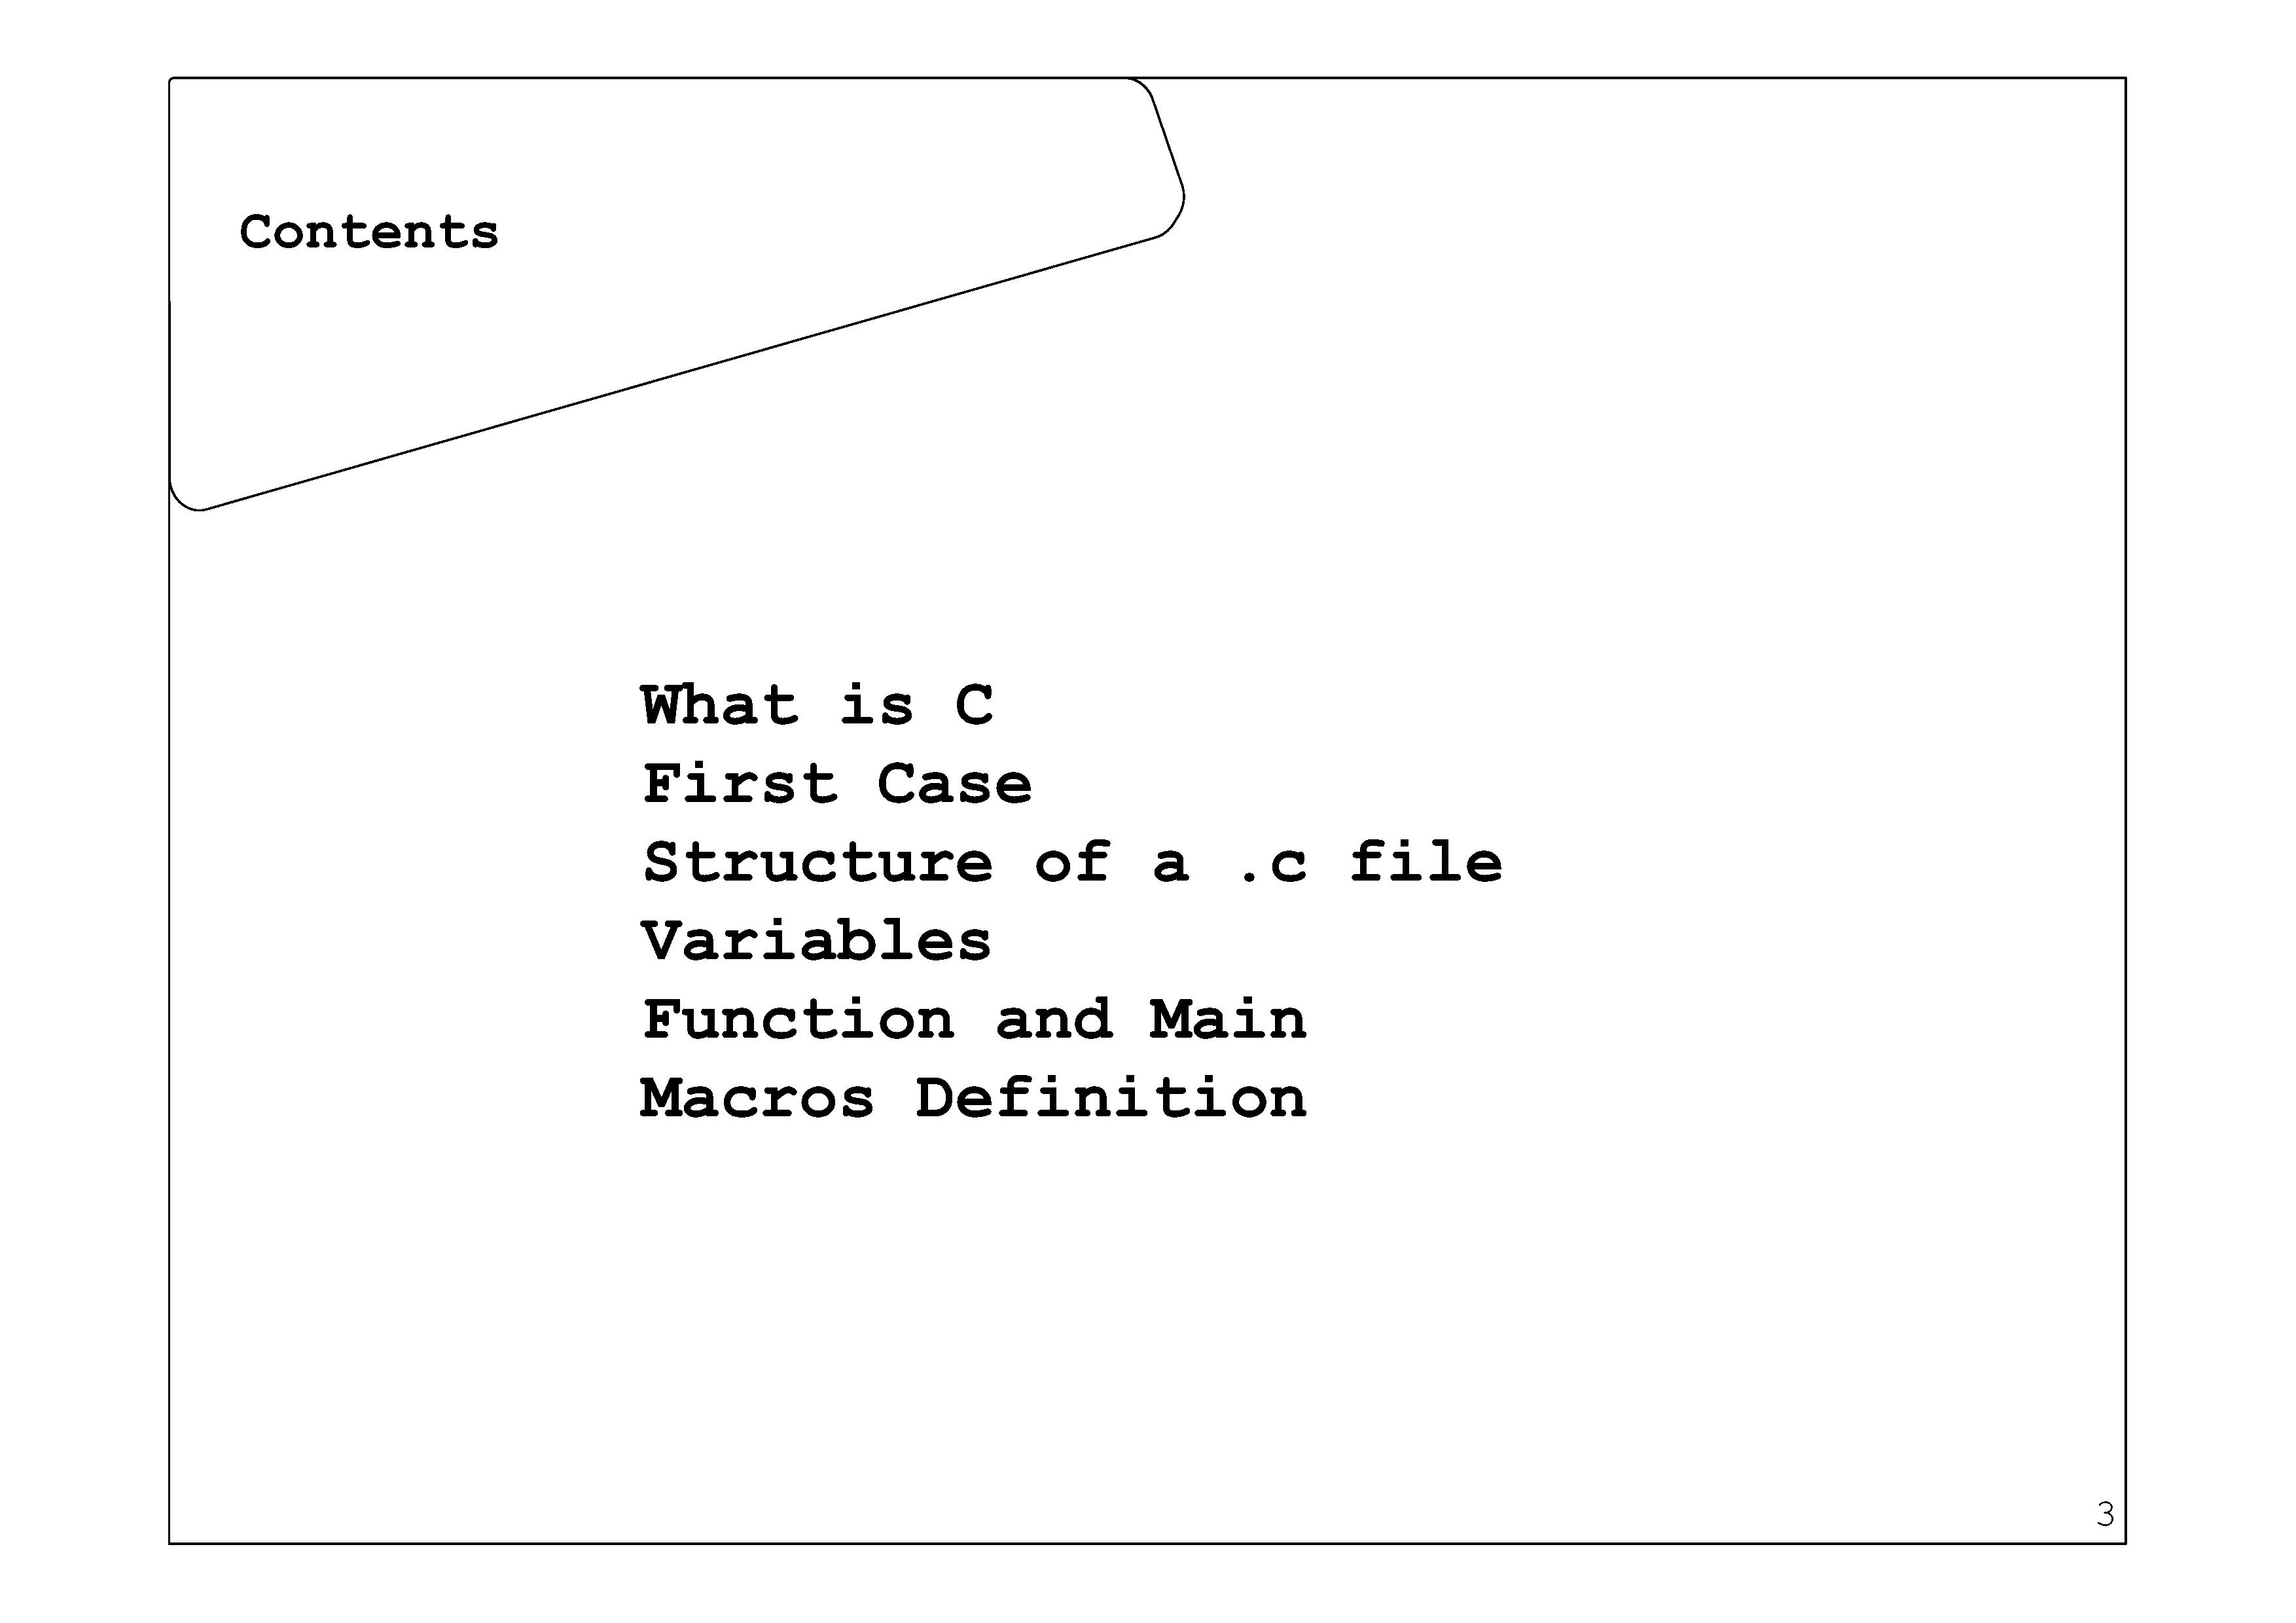 Contents
What is C
First Case
Structure of a .c file
Variables
Function and Main
Macros Definition
3